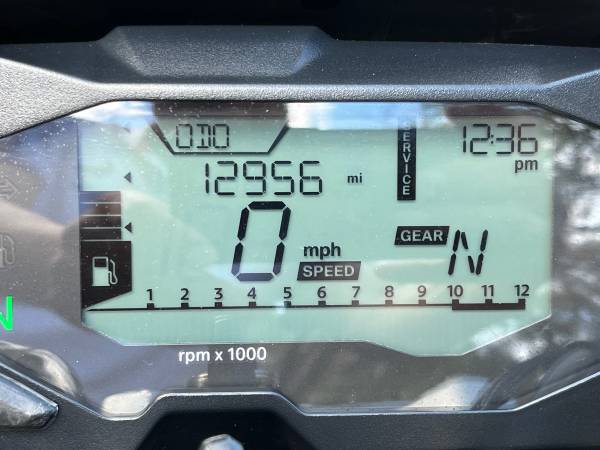 ODO
12:36
pm
12956 mi
SERVICE
0 mph
SPEED
GEAR N
1 2 3 4 5 6 7 8 9 10 11 12
N
rpm x 1000